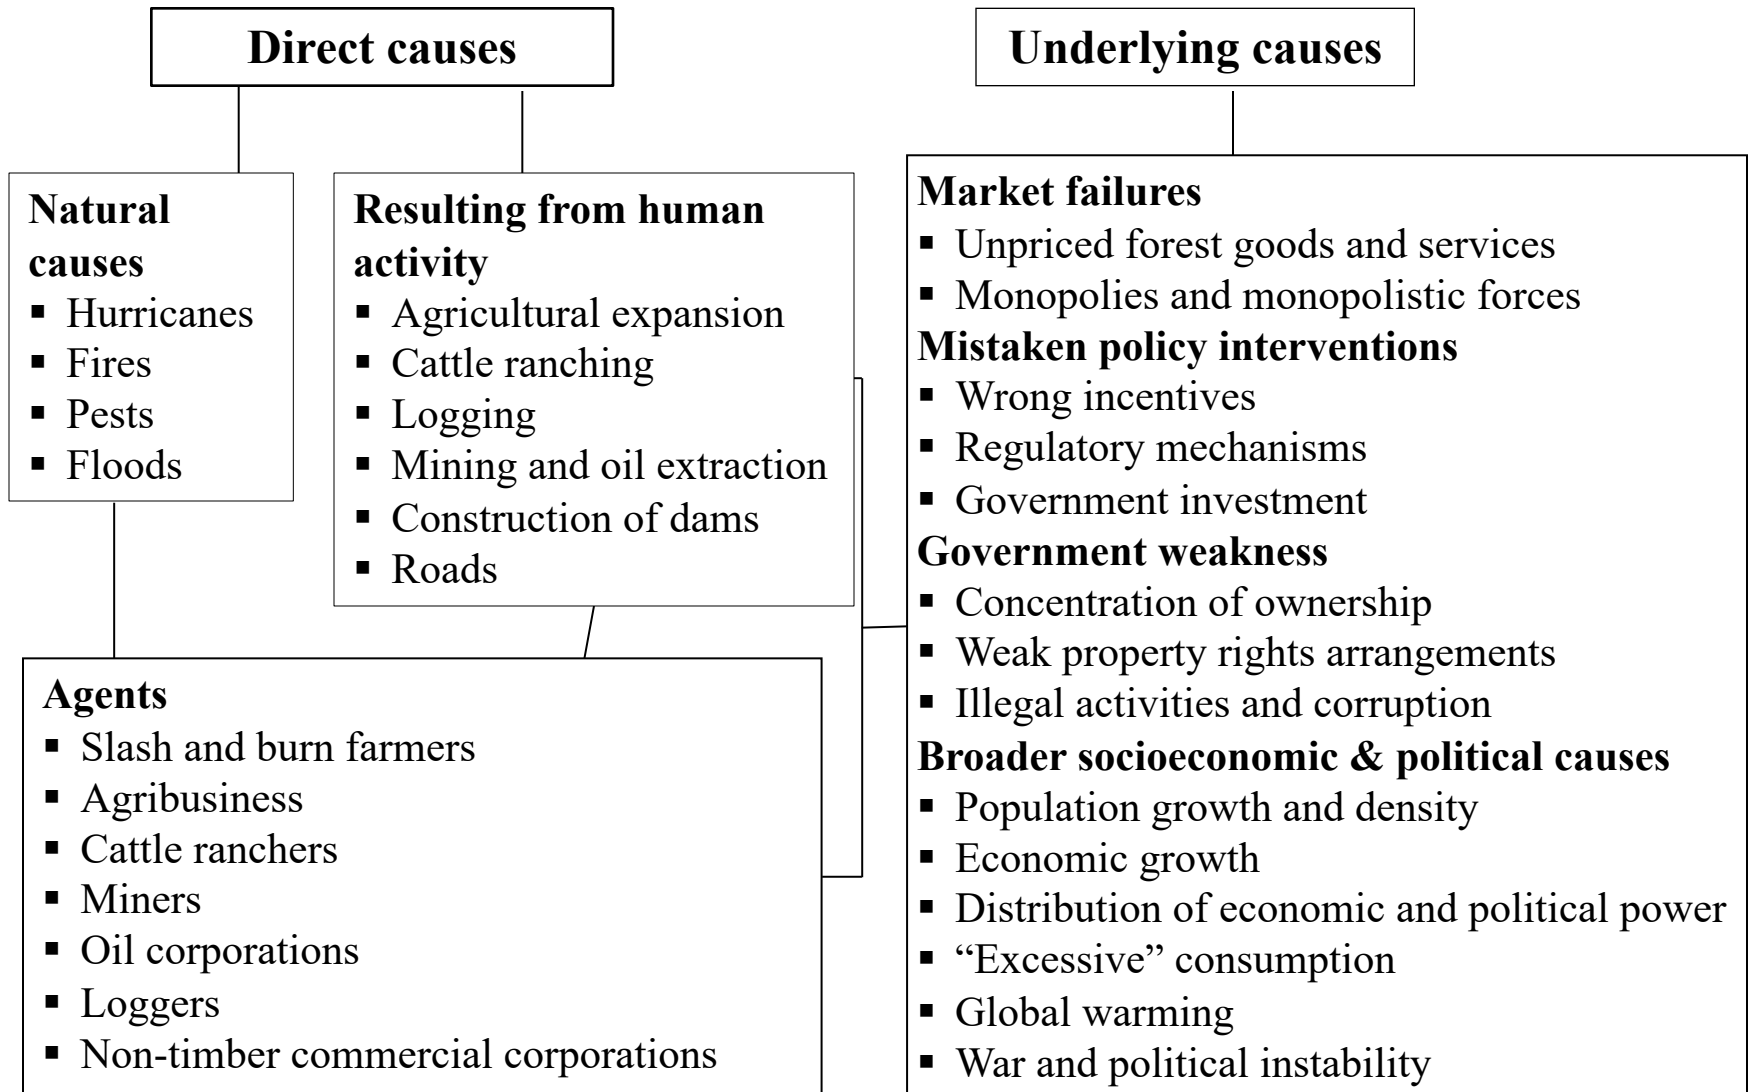 Direct causes
Underlying causes
Natural
causes
▪ Hurricanes
▪ Fires
▪ Pests
▪ Floods
Resulting from human
activity
▪ Agricultural expansion
▪ Cattle ranching
▪ Logging
▪ Mining and oil extraction
▪ Construction of dams
▪ Roads
Agents
▪ Slash and burn farmers
▪ Agribusiness
▪ Cattle ranchers
▪ Miners
▪ Oil corporations
▪ Loggers
▪ Non-timber commercial corporations
Market failures
▪ Unpriced forest goods and services
▪ Monopolies and monopolistic forces
Mistaken policy interventions
▪ Wrong incentives
▪ Regulatory mechanisms
▪ Government investment
Government weakness
▪ Concentration of ownership
▪ Weak property rights arrangements
▪ Illegal activities and corruption
Broader socioeconomic & political causes
▪ Population growth and density
▪ Economic growth
▪ Distribution of economic and political power
▪ “Excessive” consumption
▪ Global warming
▪ War and political instability